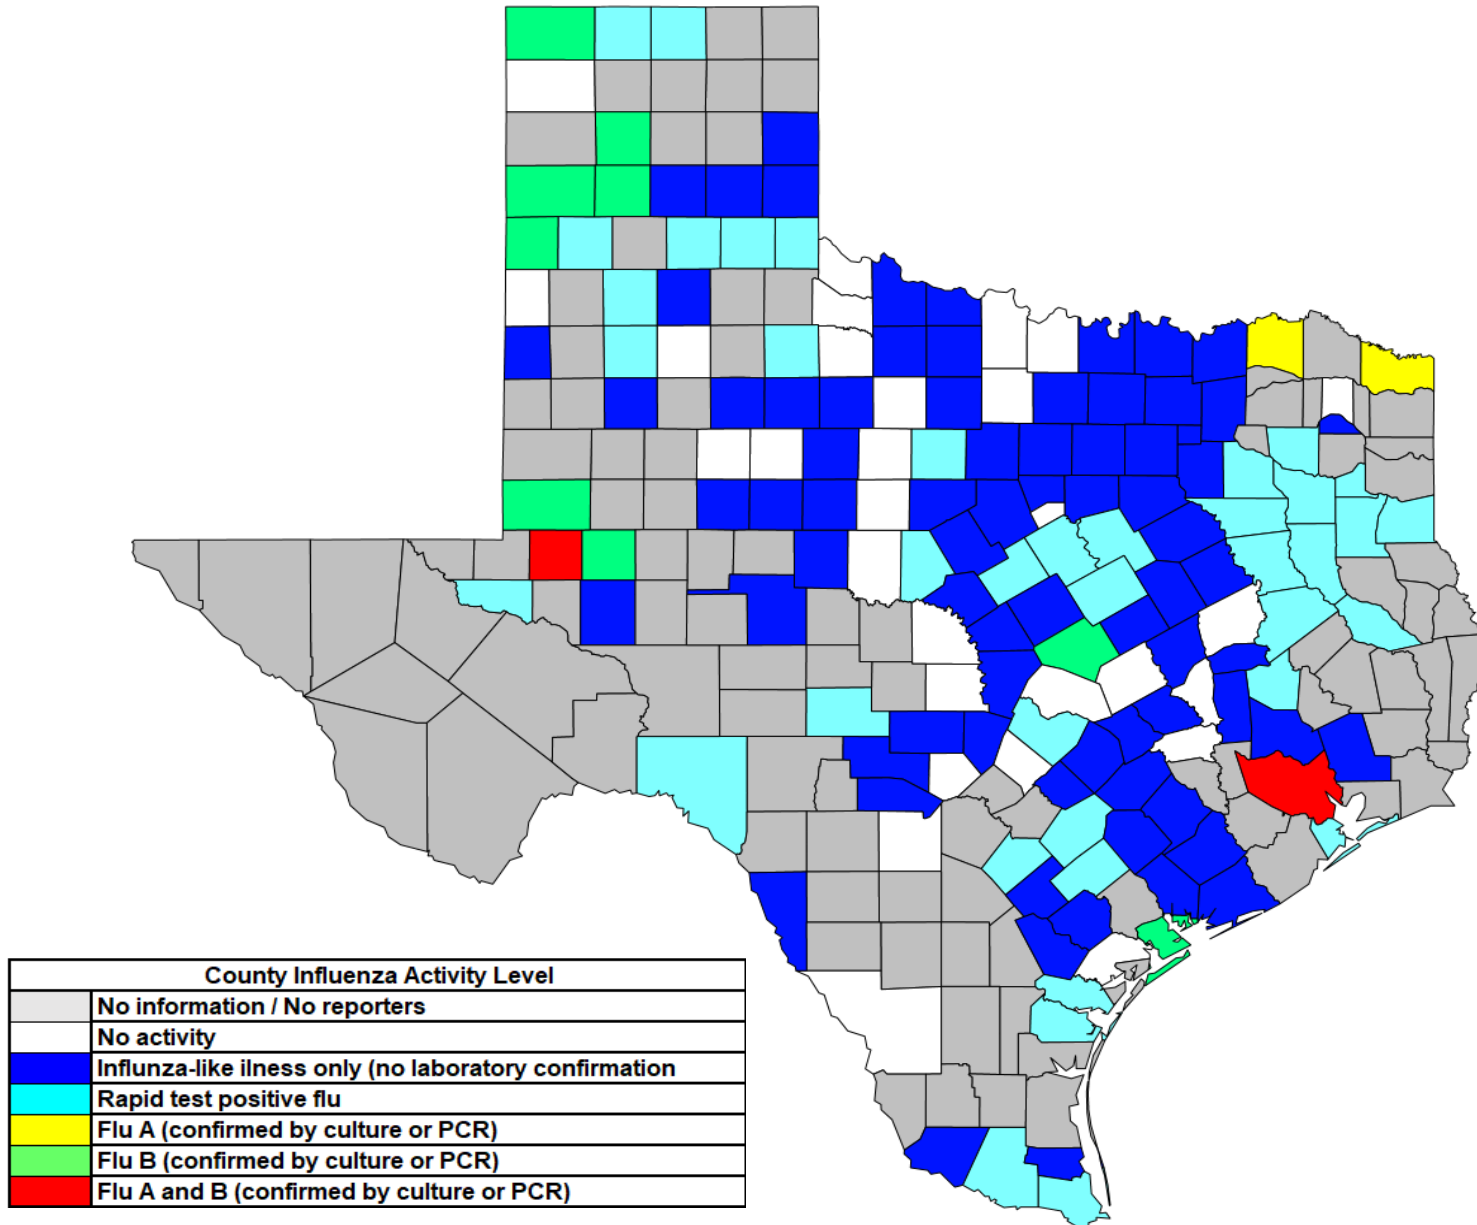 County Influenza Activity Level
No information / No reporters
No activity
Influnza-like ilness only (no laboratory confirmation
Rapid test positive flu
Flu A (confirmed by culture or PCR)
Flu B (confirmed by culture or PCR)
Flu A and B (confirmed by culture or PCR)